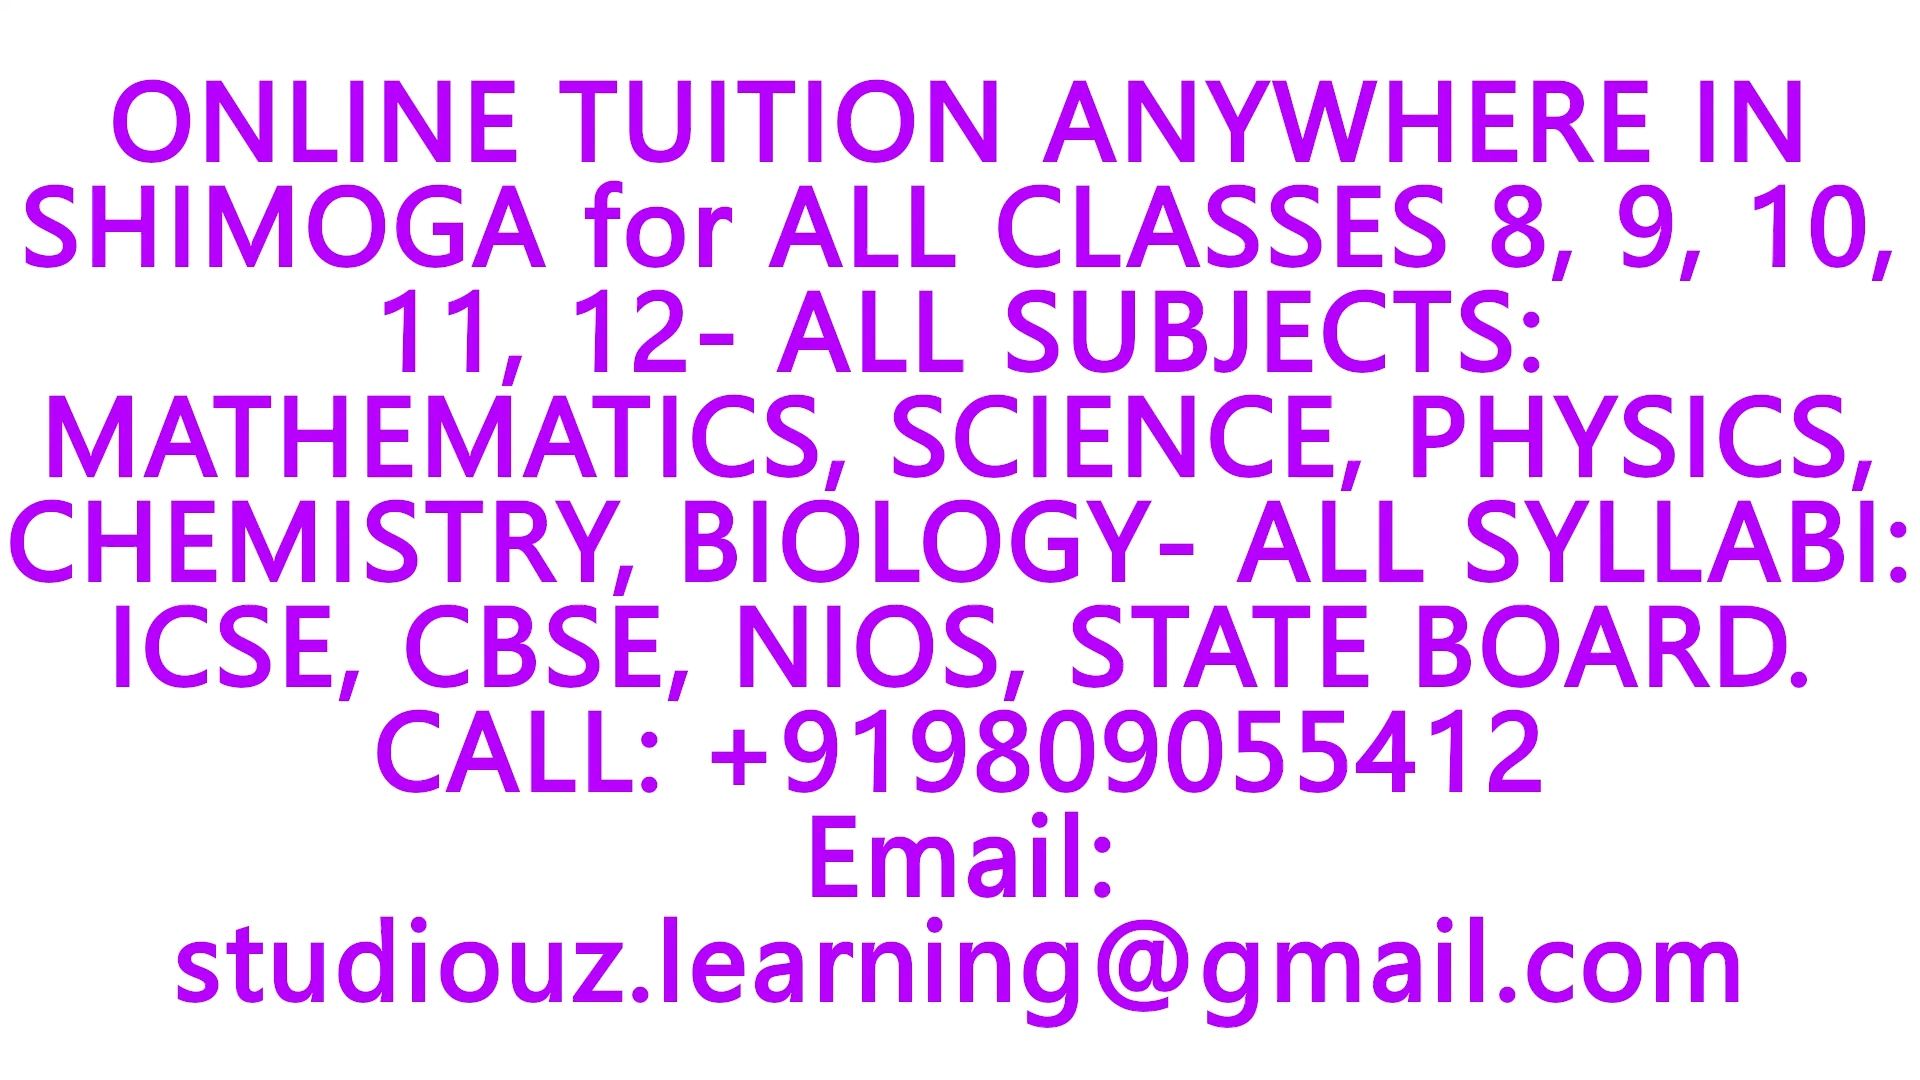 ONLINE TUITION ANYWHERE IN
SHIMOGA for ALL CLASSES 8, 9, 10,
11, 12- ALL SUBJECTS:
MATHEMATICS, SCIENCE, PHYSICS,
CHEMISTRY, BIOLOGY- ALL SYLLABI:
ICSE, CBSE, NIOS, STATE BOARD.
CALL: +919809055412
Email:
studiouz.learning@gmail.com